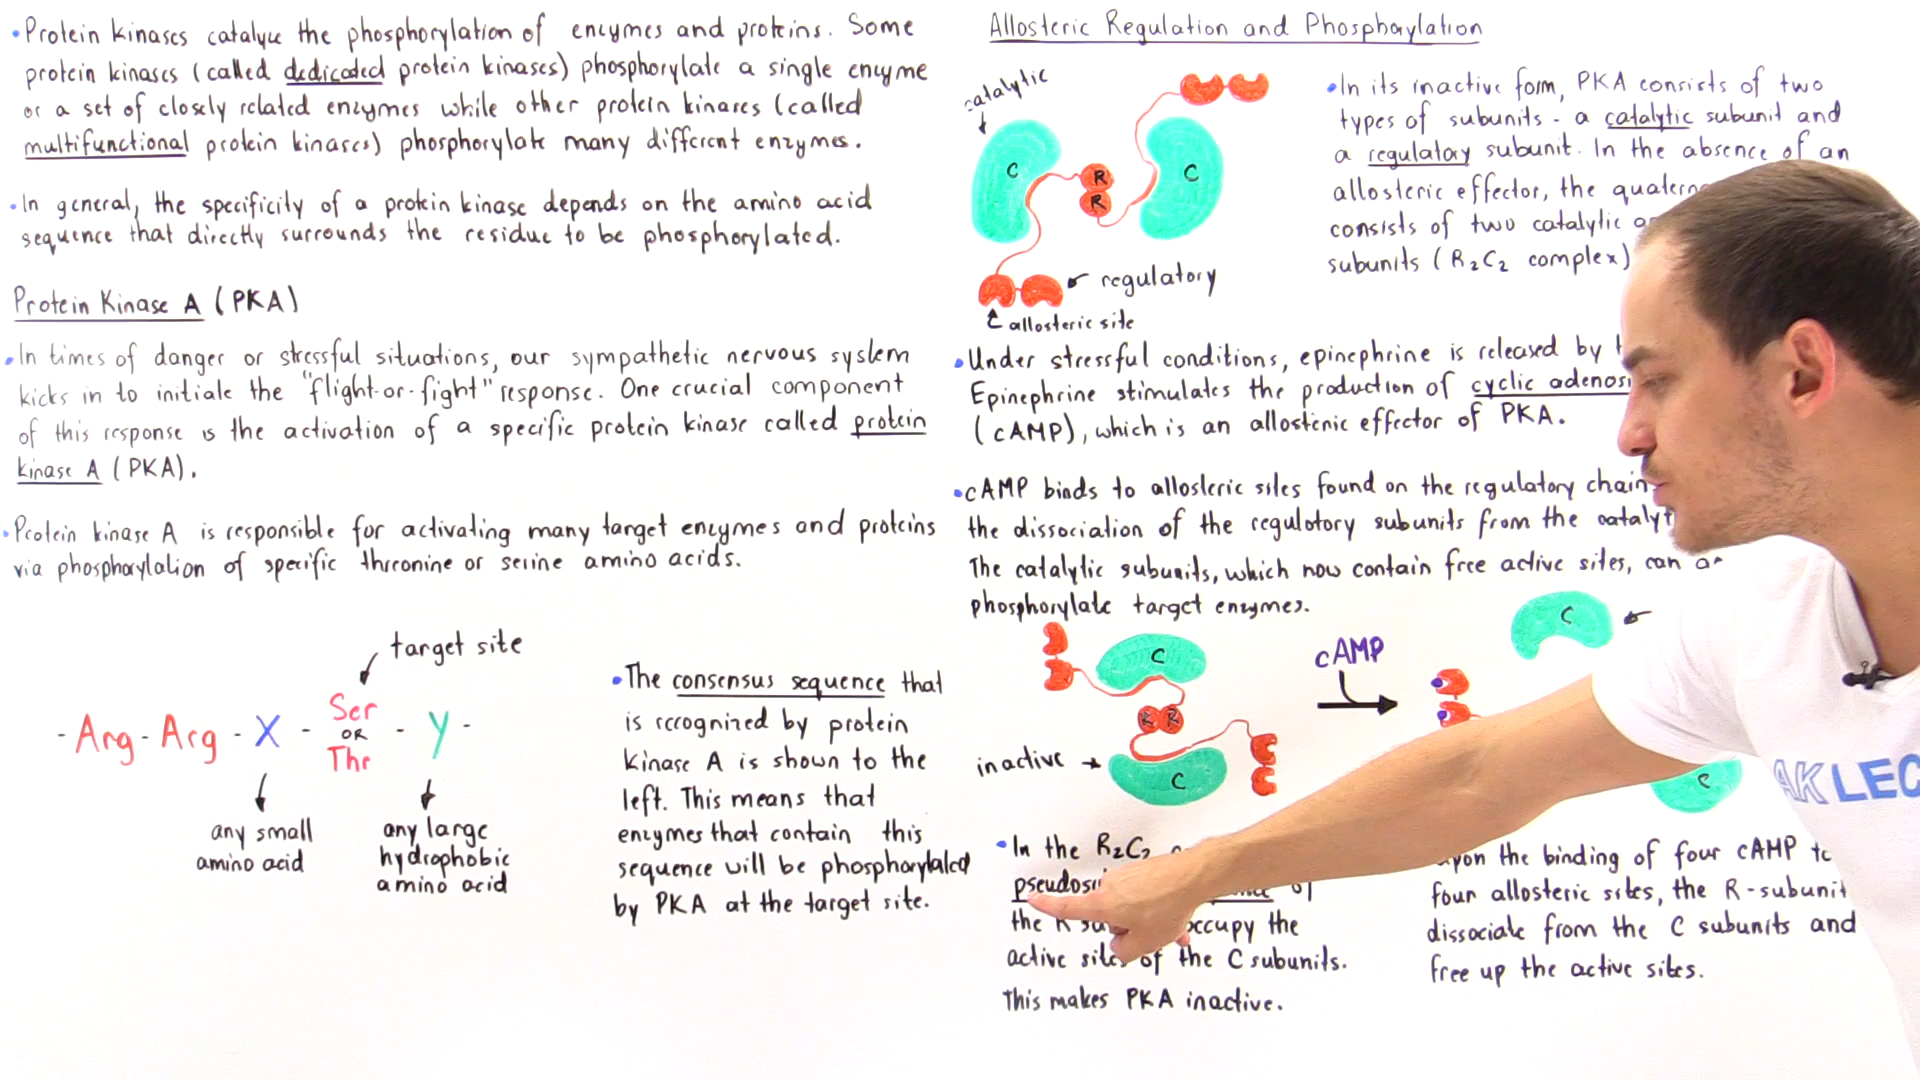 •Protein kinases catalyze the phosphorylation of enzymes and proteins. Some
protein kinases (called dedicated protein kinases) phosphorylate a single enzyme
or a set of closely related enzymes while other protein kinases (called
multifunctional protein kinases) phosphorylate many different enzymes.
•In general, the specificity of a protein kinase depends on the amino acid
sequence that directly surrounds the residue to be phosphorylated.
Protein Kinase A (PKA)
•In times of danger or stressful situations, our sympathetic nervous system
kicks in to initiate the "flight-or-fight" response. One crucial component
of this response is the activation of a specific protein kinase called protein
kinase A (PKA).
•Protein kinase A is responsible for activating many target enzymes and proteins
via phosphorylation of specific threonine or serine amino acids.
target site
-Arg-Arg-X-Ser OR Thr-Y-
any small
amino acid
any large
hydrophobic
amino acid
•The consensus sequence that
is recognized by protein
kinase A is shown to the
left. This means that
enzymes that contain this
sequence will be phosphorylated
by PKA at the target site.
Allosteric Regulation and Phosphorylation
catalytic
C
C
R
R
regulatory
allosteric site
•In its inactive form, PKA consists of two
types of subunits - a catalytic subunit and
a regulatory subunit. In the absence of an
allosteric effector, the
consists of two catalytic
subunits (R2C2 complex)
•Under stressful conditions, epinephrine is released by
Epinephrine stimulates the production of cyclic
(cAMP), which is an allosteric effector of PKA.
•cAMP binds to allosteric sites found on the regulatory
the dissociation of the regulatory subunits from the
The catalytic subunits, which now contain free active sites, can
phosphorylate target enzymes.
C
R R
C
inactive
cAMP
C
C
•In the R2C2
of
the R occupy the
active sites of the C subunits.
This makes PKA inactive.
upon the binding of four cAMP to
four allosteric sites, the R-subunit
dissociate from the C subunits and
free up the active sites.
AK LEC